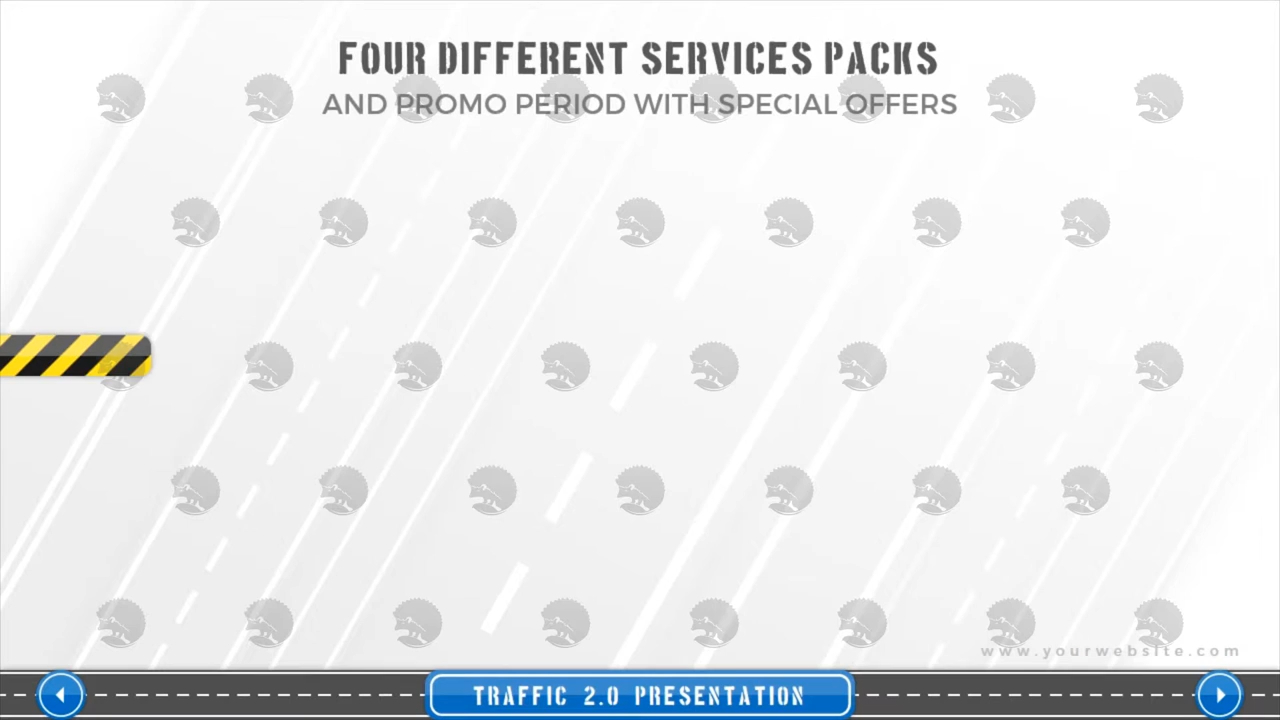 FOUR DIFFERENT SERVICES PACKS
AND PROMO PERIOD WITH SPECIAL OFFERS
www.yourwebsite.com
TRAFFIC 2.0 PRESENTATION